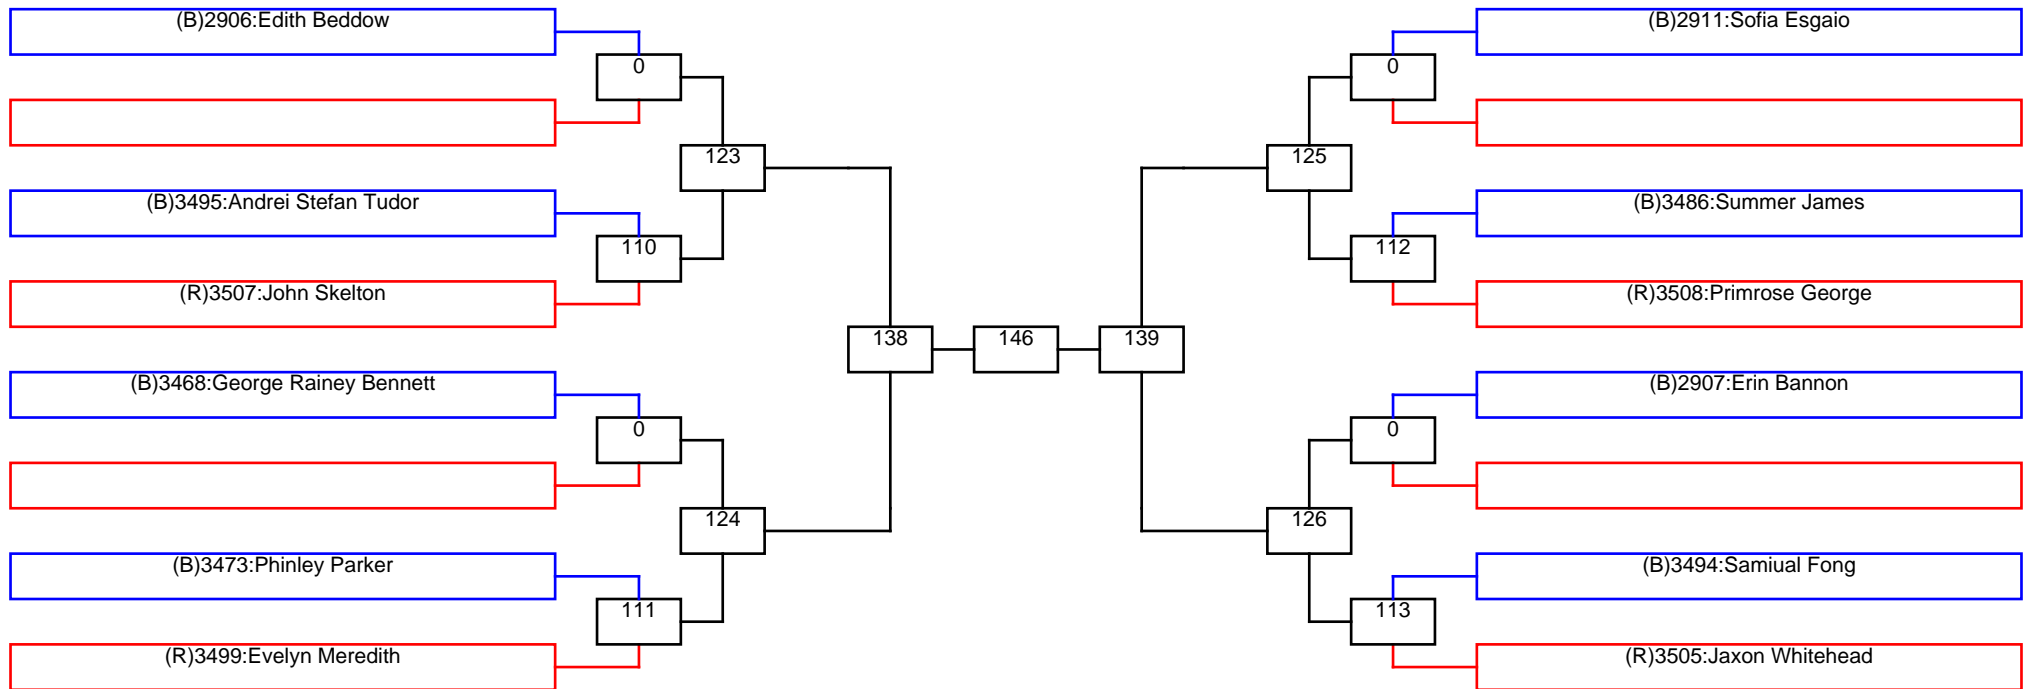 (B)2906:Edith Beddow
(B)2911:Sofia Esgaio
0
0
123
125
(B)3495:Andrei Stefan Tudor
(B)3486:Summer James
110
112
(R)3507:John Skelton
(R)3508:Primrose George
138
146
139
(B)3468:George Rainey Bennett
(B)2907:Erin Bannon
0
0
124
126
(B)3473:Phinley Parker
(B)3494:Samiual Fong
111
113
(R)3499:Evelyn Meredith
(R)3505:Jaxon Whitehead